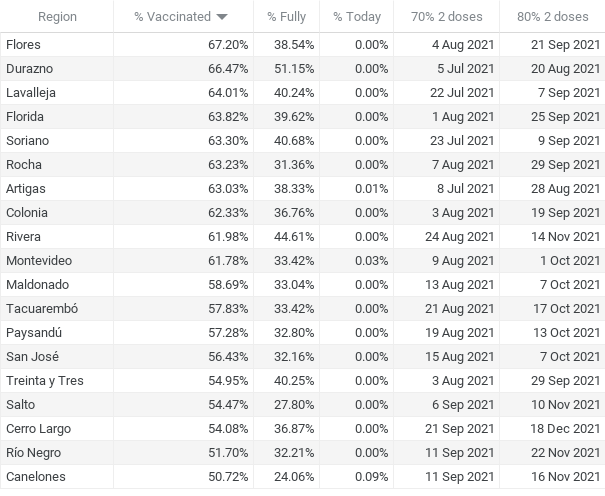 Region % Vaccinated % Fully % Today 70% 2 doses 80% 2 doses
Flores 67.20% 38.54% 0.00% 4 Aug 2021 21 Sep 2021
Durazno 66.47% 51.15% 0.00% 5 Jul 2021 20 Aug 2021
Lavalleja 64.01% 40.24% 0.00% 22 Jul 2021 7 Sep 2021
Florida 63.82% 39.62% 0.00% 1 Aug 2021 25 Sep 2021
Soriano 63.30% 40.68% 0.00% 23 Jul 2021 9 Sep 2021
Rocha 63.23% 31.36% 0.00% 7 Aug 2021 29 Sep 2021
Artigas 63.03% 38.33% 0.01% 8 Jul 2021 28 Aug 2021
Colonia 62.33% 36.76% 0.00% 3 Aug 2021 19 Sep 2021
Rivera 61.98% 44.61% 0.00% 24 Aug 2021 14 Nov 2021
Montevideo 61.78% 33.42% 0.03% 9 Aug 2021 1 Oct 2021
Maldonado 58.69% 33.04% 0.00% 13 Aug 2021 7 Oct 2021
Tacuarembó 57.83% 33.42% 0.00% 21 Aug 2021 17 Oct 2021
Paysandú 57.28% 32.80% 0.00% 19 Aug 2021 13 Oct 2021
San José 56.43% 32.16% 0.00% 15 Aug 2021 7 Oct 2021
Treinta y Tres 54.95% 40.25% 0.00% 3 Aug 2021 29 Sep 2021
Salto 54.47% 27.80% 0.00% 6 Sep 2021 10 Nov 2021
Cerro Largo 54.08% 36.87% 0.00% 21 Sep 2021 18 Dec 2021
Río Negro 51.70% 32.21% 0.00% 11 Sep 2021 22 Nov 2021
Canelones 50.72% 24.06% 0.09% 11 Sep 2021 16 Nov 2021